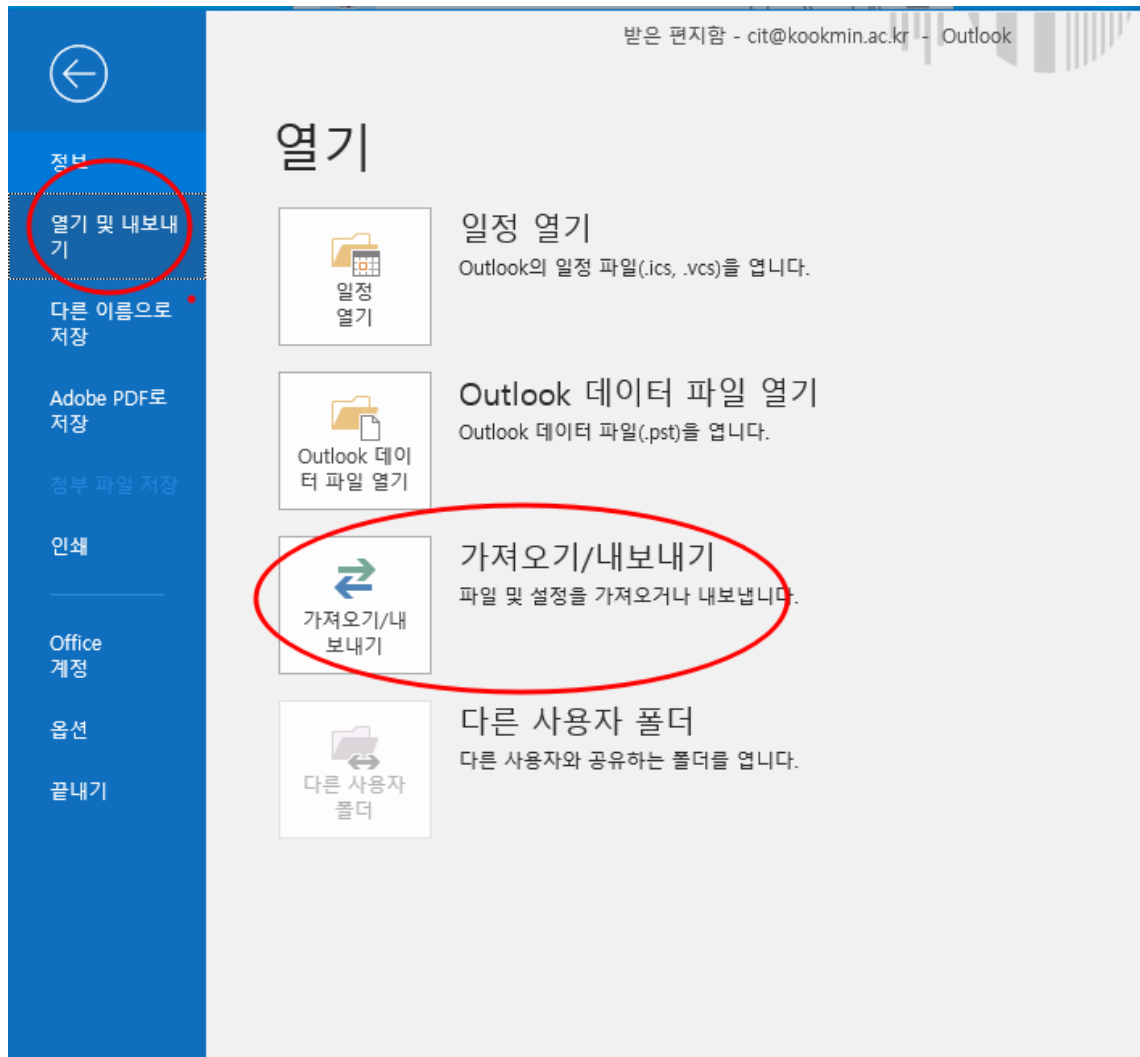 받은 편지함 - cit@kookmin.ac.kr - Outlook
정보
열기 및 내보내
기
다른 이름으로
저장
Adobe PDF로
저장
첨부 파일 저장
인쇄
Office
계정
옵션
끝내기
열기
일정
열기
일정 열기
Outlook의 일정 파일(.ics, .vcs)을 엽니다.
Outlook 데이
터 파일 열기
Outlook 데이터 파일 열기
Outlook 데이터 파일(.pst)을 엽니다.
가져오기/내
보내기
가져오기/내보내기
파일 및 설정을 가져오거나 내보냅니다.
다른 사용자
폴더
다른 사용자 폴더
다른 사용자와 공유하는 폴더를 엽니다.